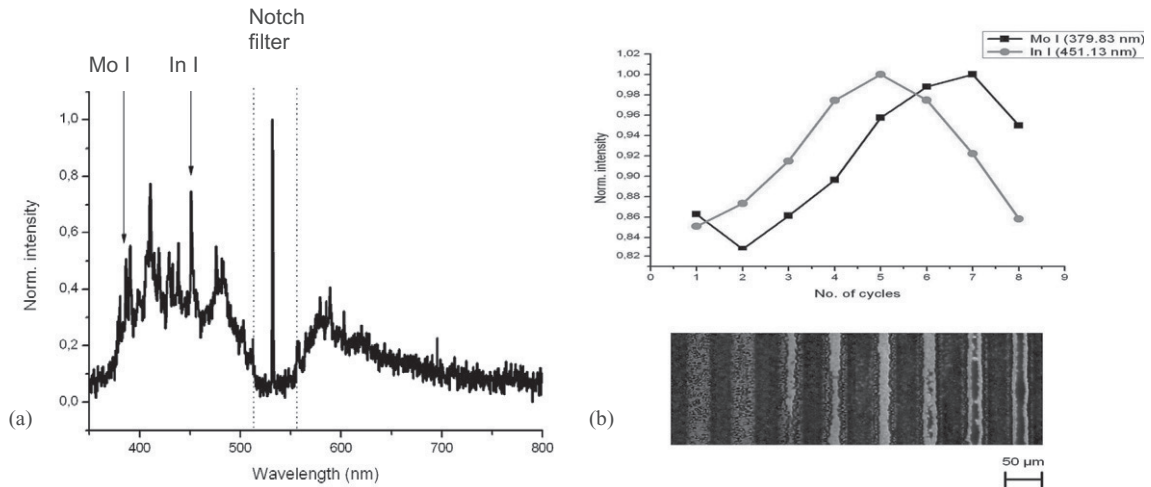 Notch
filter
Mo I
In I
1,0
0,8
0,6
0,4
0,2
0,0
Norm. intensity
400
500
600
700
800
Wavelength (nm)
(a)
Mo I (379.83 nm)
In I (451.13 nm)
1,02
1,00
0,98
0,96
0,94
0,92
0,90
0,88
0,86
0,84
0,82
Norm. intensity
0
1
2
3
4
5
6
7
8
9
No. of cycles
(b)
50 µm